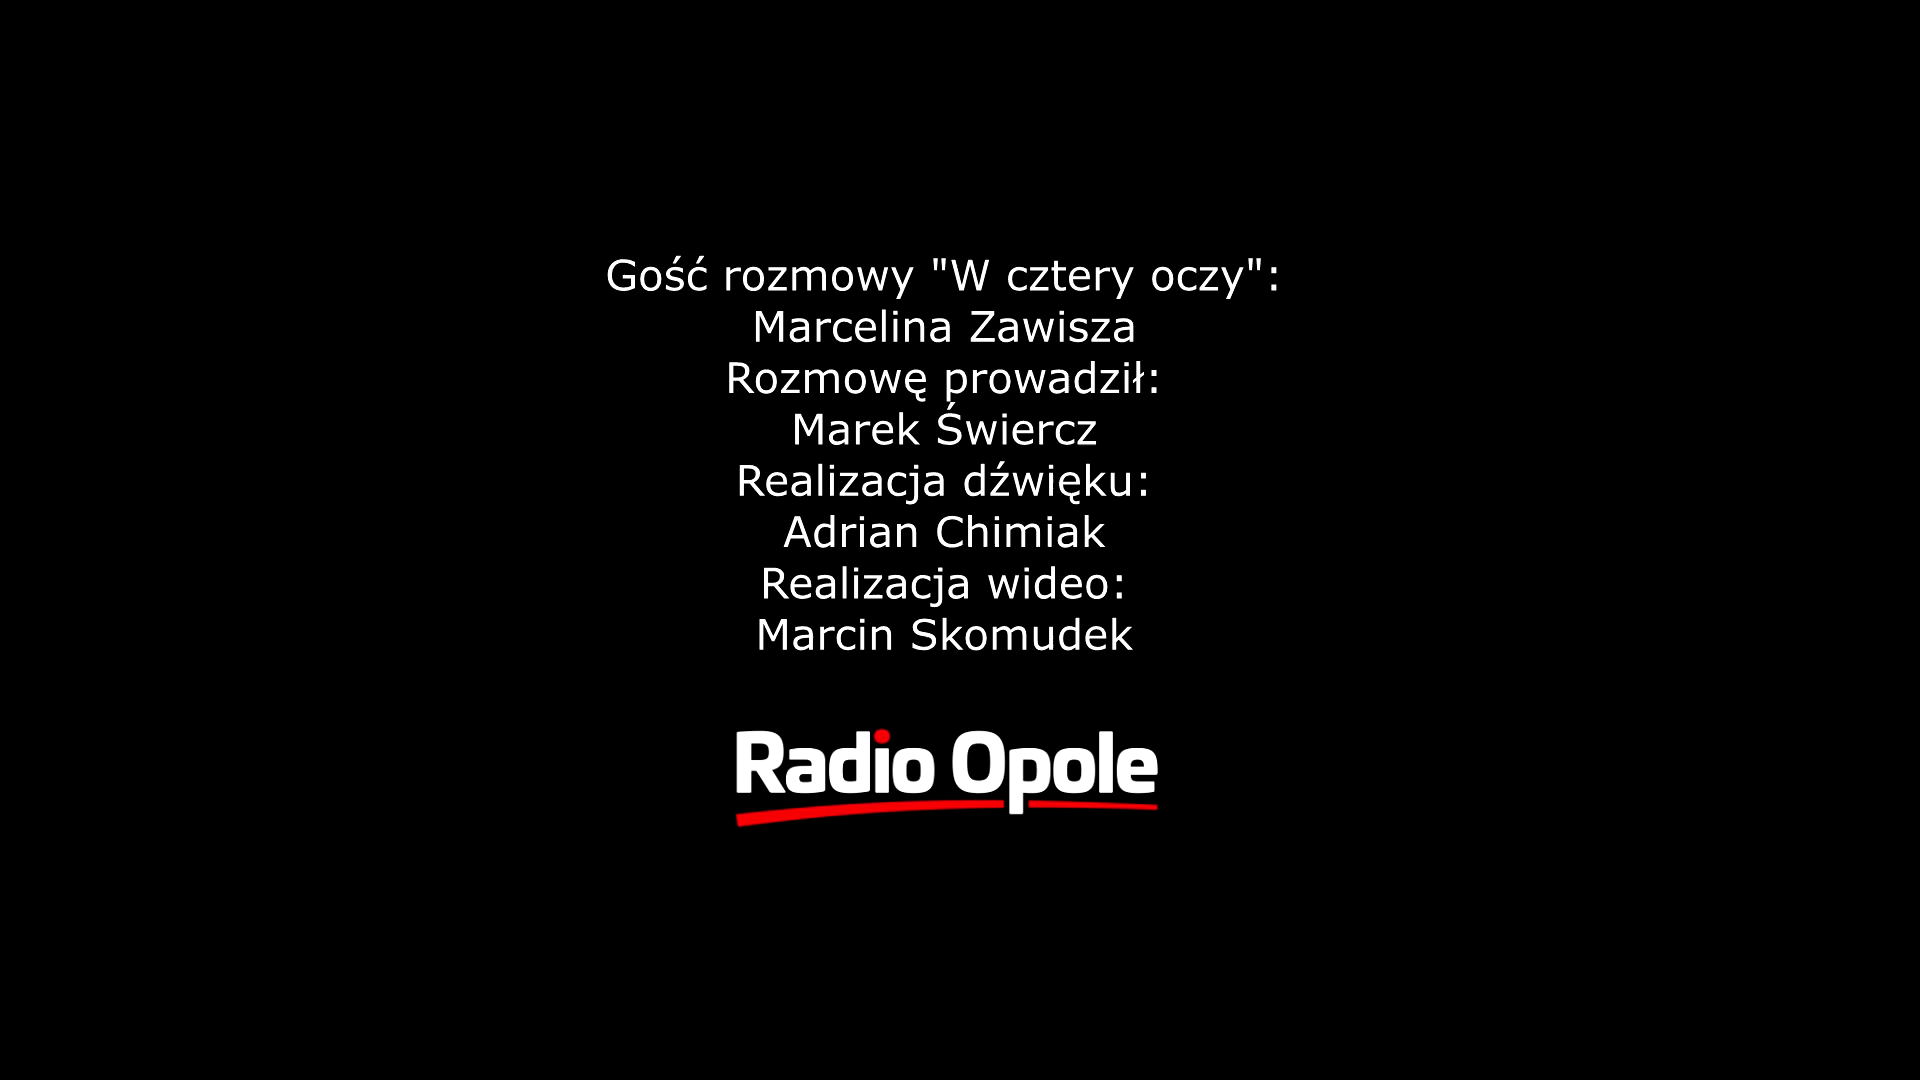 Gość rozmowy "W cztery oczy":
Marcelina Zawisza
Rozmowę prowadził:
Marek Świercz
Realizacja dźwięku:
Adrian Chimiak
Realizacja wideo:
Marcin Skomudek
Radio Opole